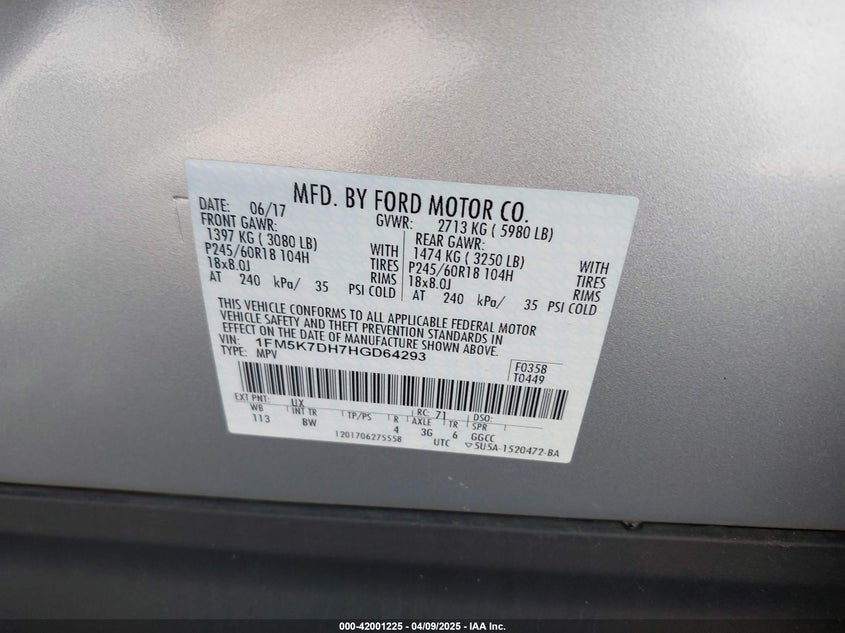 MFD. BY FORD MOTOR CO.
DATE: 06/17 GVWR: 2713 KG ( 5980 LB)
FRONT GAWR: REAR GAWR:
1397 KG ( 3080 LB) WITH 1474 KG ( 3250 LB) WITH
P245/60R18 104H TIRES P245/60R18 104H TIRES
18x8.0J RIMS 18x8.0J RIMS
AT 240 kPa/ 35 PSI COLD AT 240 kPa/ 35 PSI COLD
THIS VEHICLE CONFORMS TO ALL APPLICABLE FEDERAL MOTOR
VEHICLE SAFETY AND THEFT PREVENTION STANDARDS IN
EFFECT ON THE DATE OF MANUFACTURE SHOWN ABOVE.
VIN: 1FM5K7DH7HGD64293
TYPE: MPV
F0358
T0449
EXT PNT: UX RC: 71 DSO:
WB INT TR TP/PS R AXLE TR SPR
113 BW 4 3G 6 GGCC
1201706275558 UTC ▽5U5A-1520472-BA
000-42001225 | 04/09/2025 - IAA Inc.